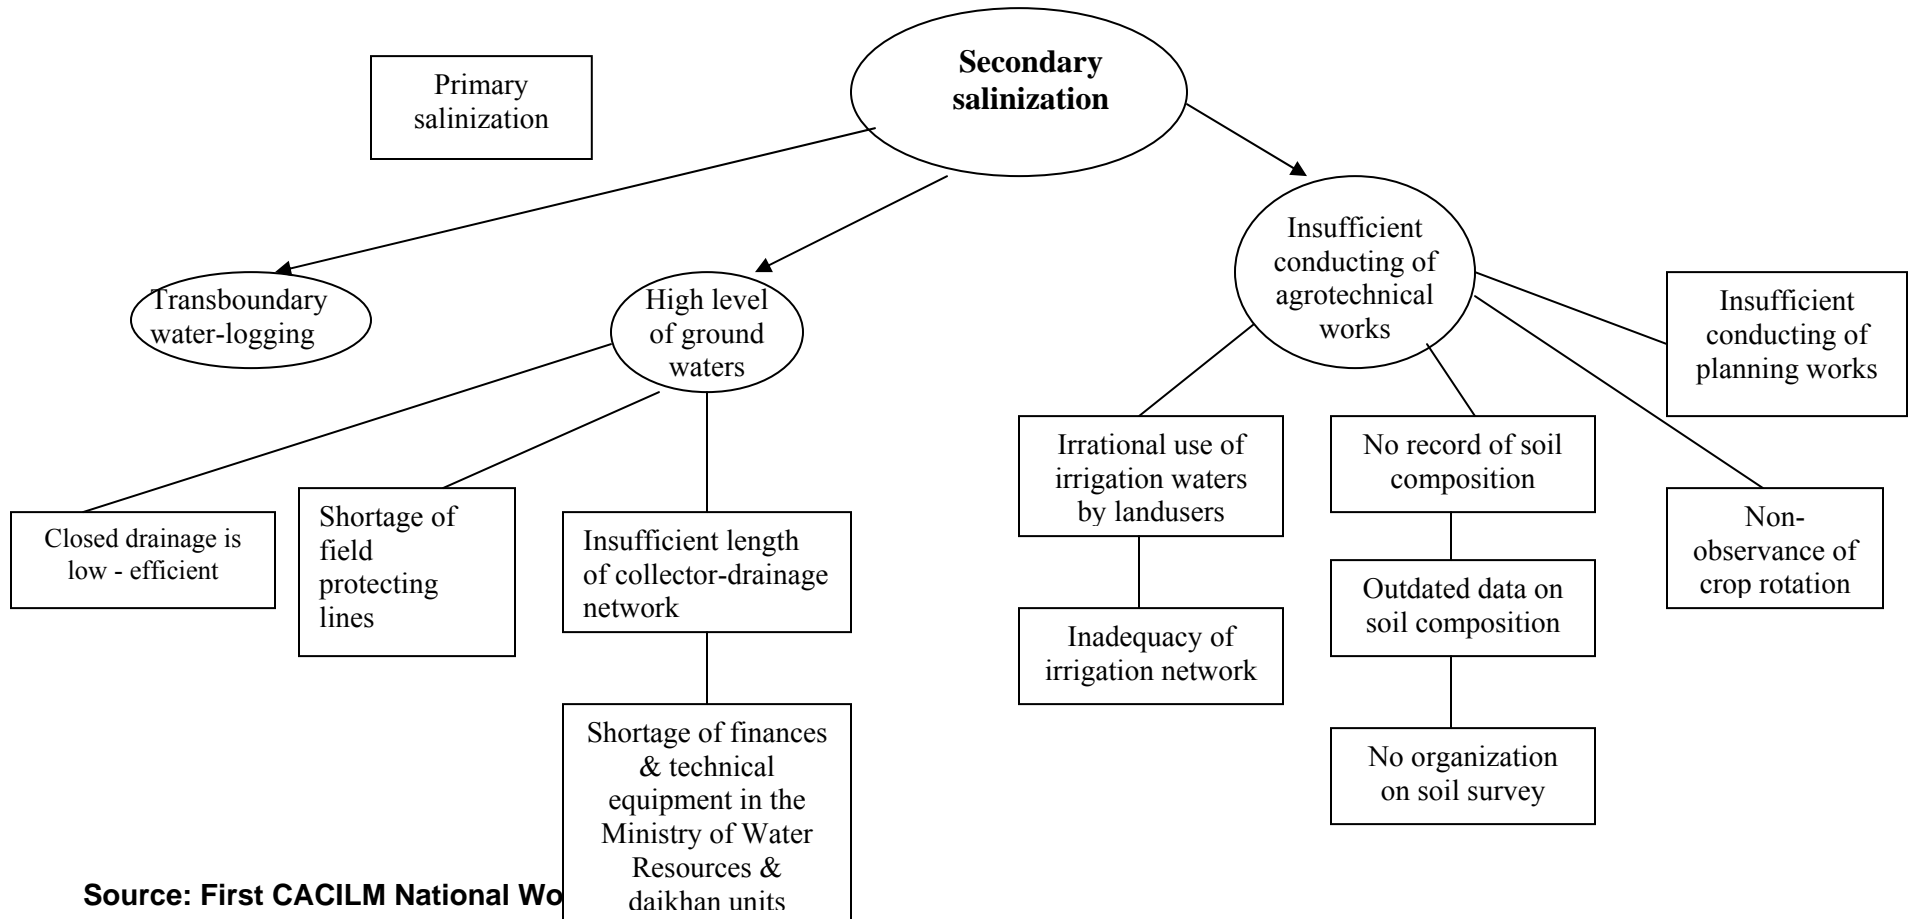 Secondary
salinization
Primary
salinization
Transboundary
water-logging
High level
of ground
waters
Insufficient
conducting of
agrotechnical
works
Insufficient
conducting of
planning works
Closed drainage is
low - efficient
Shortage of
field
protecting
lines
Insufficient length
of collector-drainage
network
Shortage of finances
& technical
equipment in the
Ministry of Water
Resources &
daikhan units
Irrational use of
irrigation waters
by landusers
Inadequacy of
irrigation network
No record of soil
composition
Outdated data on
soil composition
No organization
on soil survey
Non-
observance of
crop rotation
Source: First CACILM National Wo